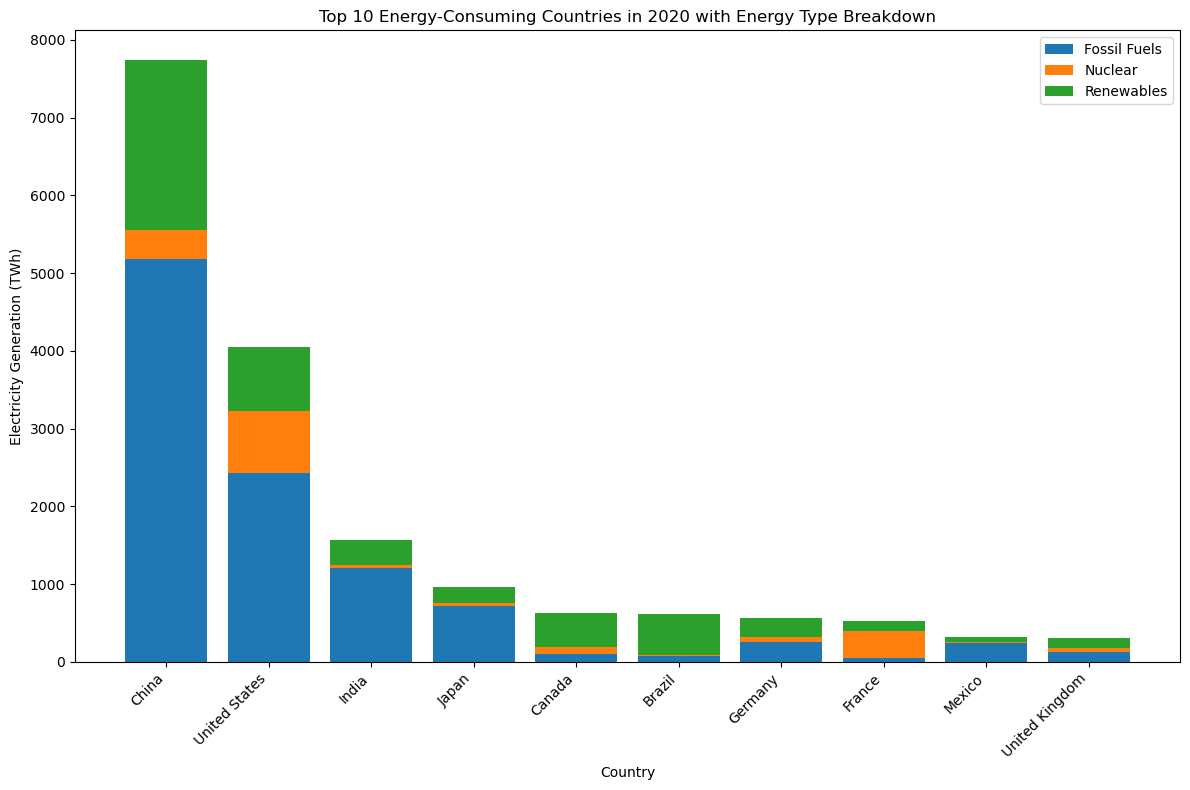 Top 10 Energy-Consuming Countries in 2020 with Energy Type Breakdown
Fossil Fuels
Nuclear
Renewables
Electricity Generation (TWh)
8000
7000
6000
5000
4000
3000
2000
1000
0
China
United States
India
Japan
Canada
Brazil
Germany
France
Mexico
United Kingdom
Country